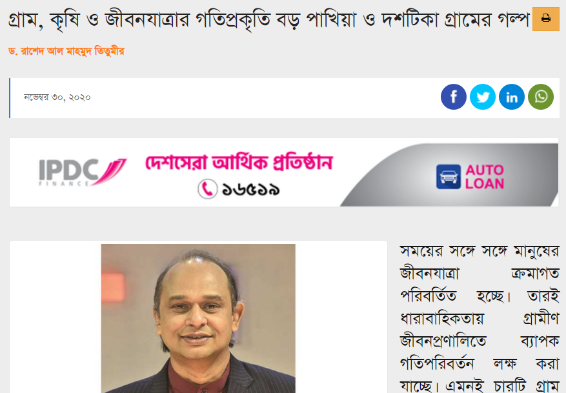 গ্রাম, কৃষি ও জীবনযাত্রার গতিপ্রকৃতি বড় পাখিয়া ও দশটিকা গ্রামের গল্প
ড. রাশেদ আল মাহমুদ তিতুমীর
নভেম্বর ৩০, ২০২০
IPDC
FINANCE
দেশসেরা আর্থিক প্রতিষ্ঠান
১৬৫১৯
AUTO
LOAN
সময়ের সঙ্গে সঙ্গে মানুষের
জীবনযাত্রা ক্রমাগত
পরিবর্তিত হচ্ছে। তারই
ধারাবাহিকতায় গ্রামীণ
জীবনপ্রণালিতে ব্যাপক
গতিপরিবর্তন লক্ষ করা
যাচ্ছে। এমনই চারটি গ্রাম